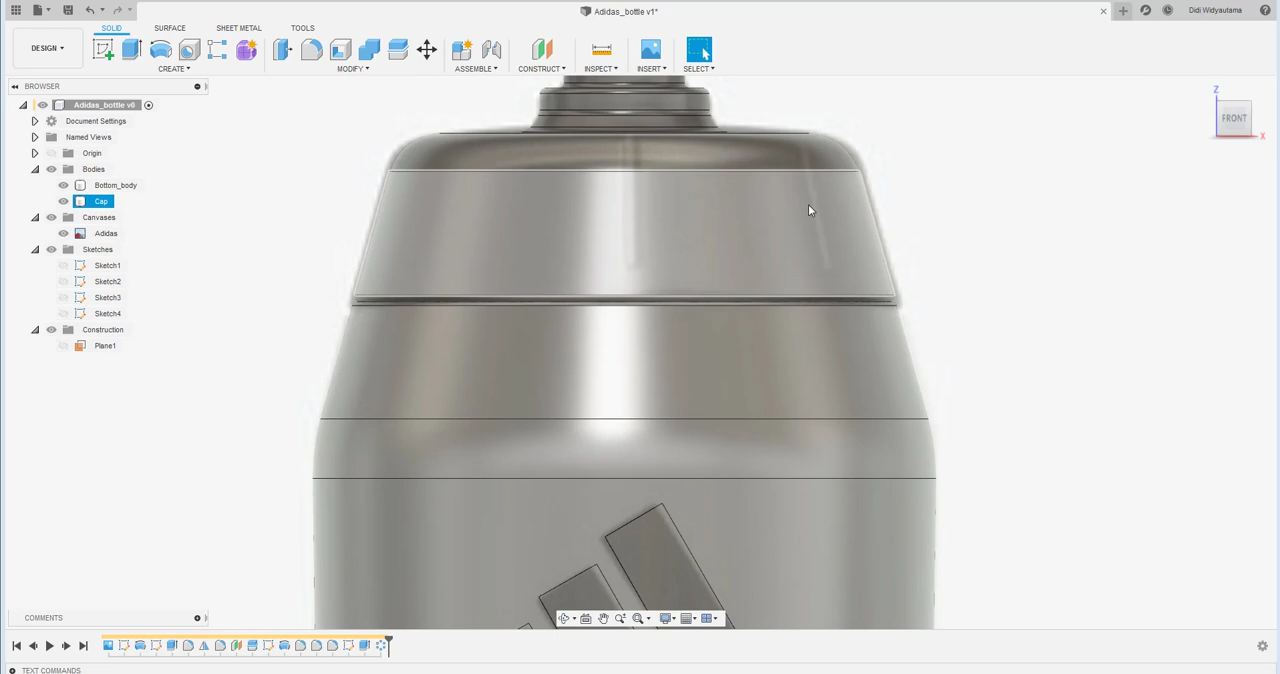 Adidas_bottle v1*
Didi Widyautama
SOLID SURFACE SHEET METAL TOOLS
DESIGN
CREATE MODIFY ASSEMBLE CONSTRUCT INSPECT INSERT SELECT
BROWSER
Adidas_bottle v0
Document Settings
Named Views
Origin
Bodies
Bottom_body
Cap
Canvases
Adidas
Sketches
Sketch1
Sketch2
Sketch3
Sketch4
Construction
Plane1
Z
FRONT
X
COMMENTS
TEXT COMMANDS